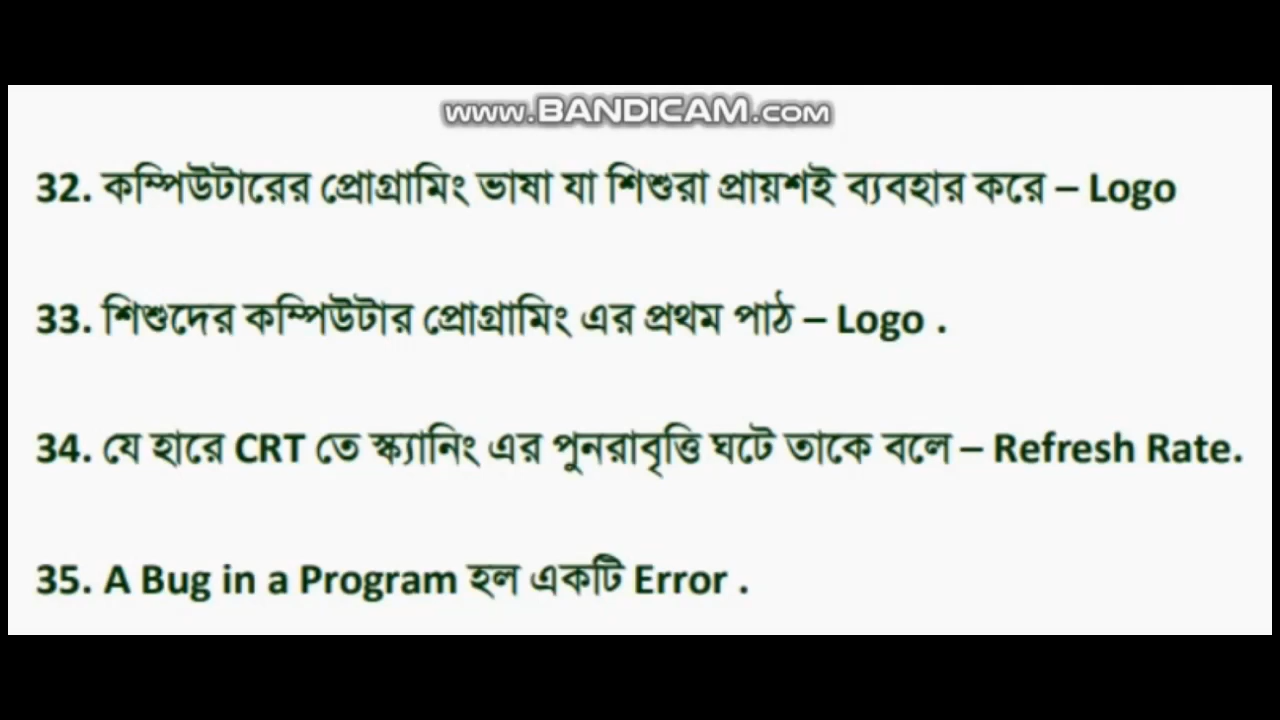 www.BANDICAM.com
32. কম্পিউটারের প্রোগ্রামিং ভাষা যা শিশুরা প্রায়শই ব্যবহার করে – Logo
33. শিশুদের কম্পিউটার প্রোগ্রামিং এর প্রথম পাঠ – Logo .
34. যে হারে CRT তে স্ক্যানিং এর পুনরাবৃত্তি ঘটে তাকে বলে – Refresh Rate.
35. A Bug in a Program হল একটি Error .